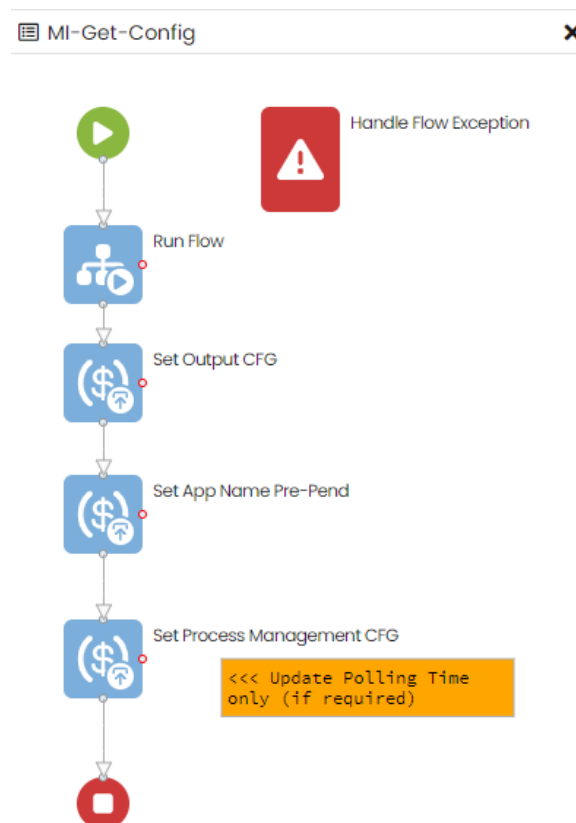 MI-Get-Config
Handle Flow Exception
Run Flow
Set Output CFG
Set App Name Pre-Pend
Set Process Management CFG
<<< Update Polling Time
only (if required)